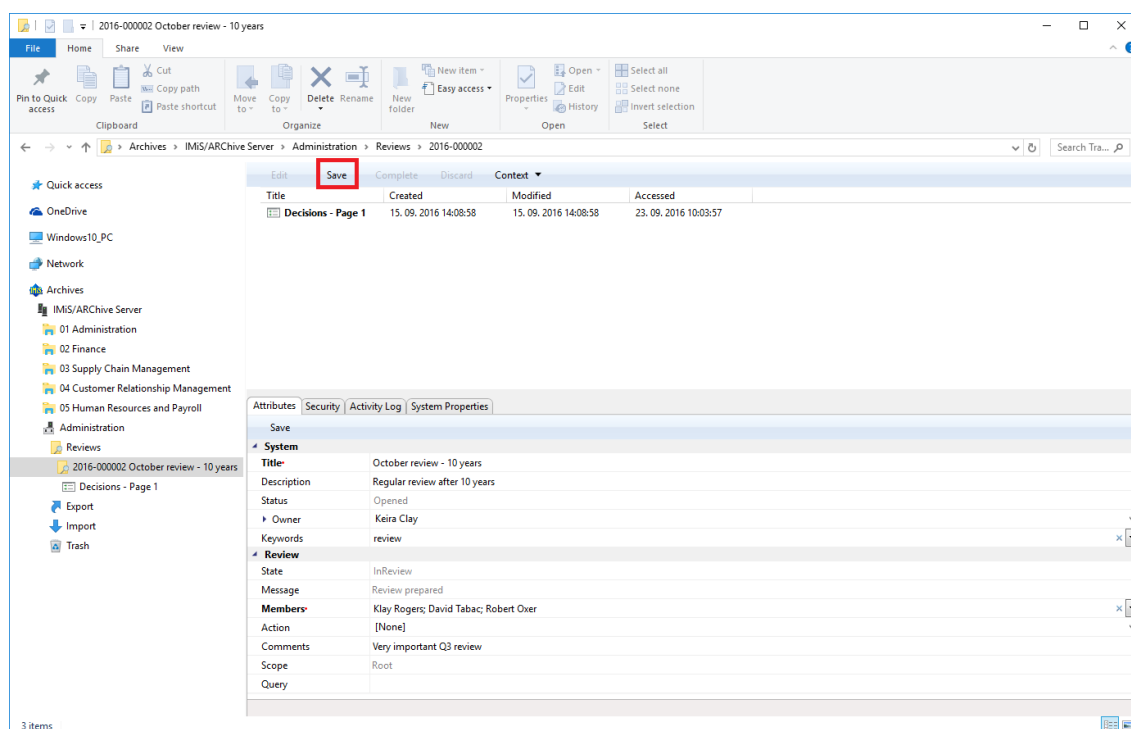 2016-000002 October review - 10 years
File Home Share View
Pin to Quick access
Copy
Paste
Cut
Copy path
Paste shortcut
Move to
Copy to
Delete
Rename
New folder
New item
Easy access
Properties
Open
Edit
History
Select all
Select none
Invert selection
Clipboard Organize New Open Select
Archives > IMiS/ARChive Server > Administration > Reviews > 2016-000002
Search Tra...
Quick access
OneDrive
Windows10_PC
Network
Archives
IMiS/ARChive Server
01 Administration
02 Finance
03 Supply Chain Management
04 Customer Relationship Management
05 Human Resources and Payroll
Administration
Reviews
2016-000002 October review - 10 years
Decisions - Page 1
Export
Import
Trash
Edit Save Complete Discard Context
Title Created Modified Accessed
Decisions - Page 1 15. 09. 2016 14:08:58 15. 09. 2016 14:08:58 23. 09. 2016 10:03:57
Attributes Security Activity Log System Properties
Save
System
Title• October review - 10 years
Description Regular review after 10 years
Status Opened
Owner Keira Clay
Keywords review
Review
State InReview
Message Review prepared
Members• Klay Rogers; David Tabac; Robert Oxer
Action [None]
Comments Very important Q3 review
Scope Root
Query
3 items